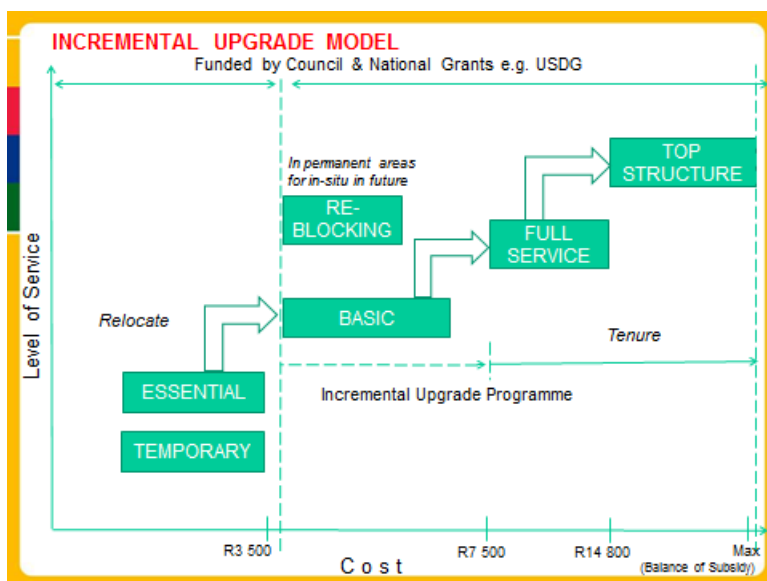 INCREMENTAL UPGRADE MODEL
Funded by Council & National Grants e.g. USDG
In permanent areas
for in-situ in future
RE-
BLOCKING
TOP
STRUCTURE
FULL
SERVICE
BASIC
Relocate
Tenure
ESSENTIAL
Incremental Upgrade Programme
TEMPORARY
Level of Service
R3 500
R7 500
R14 800
Max
(Balance of Subsidy)
Cost